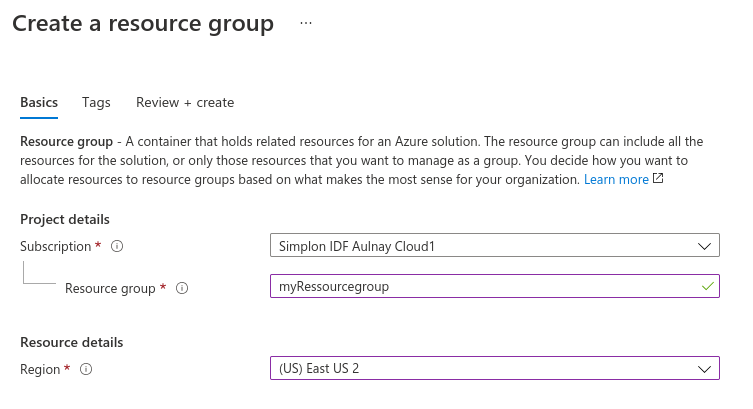 Create a resource group ...
Basics Tags Review + create
Resource group - A container that holds related resources for an Azure solution. The resource group can include all the
resources for the solution, or only those resources that you want to manage as a group. You decide how you want to
allocate resources to resource groups based on what makes the most sense for your organization. Learn more
Project details
Subscription * Simplon IDF Aulnay Cloud1
Resource group * myRessourcegroup
Resource details
Region * (US) East US 2